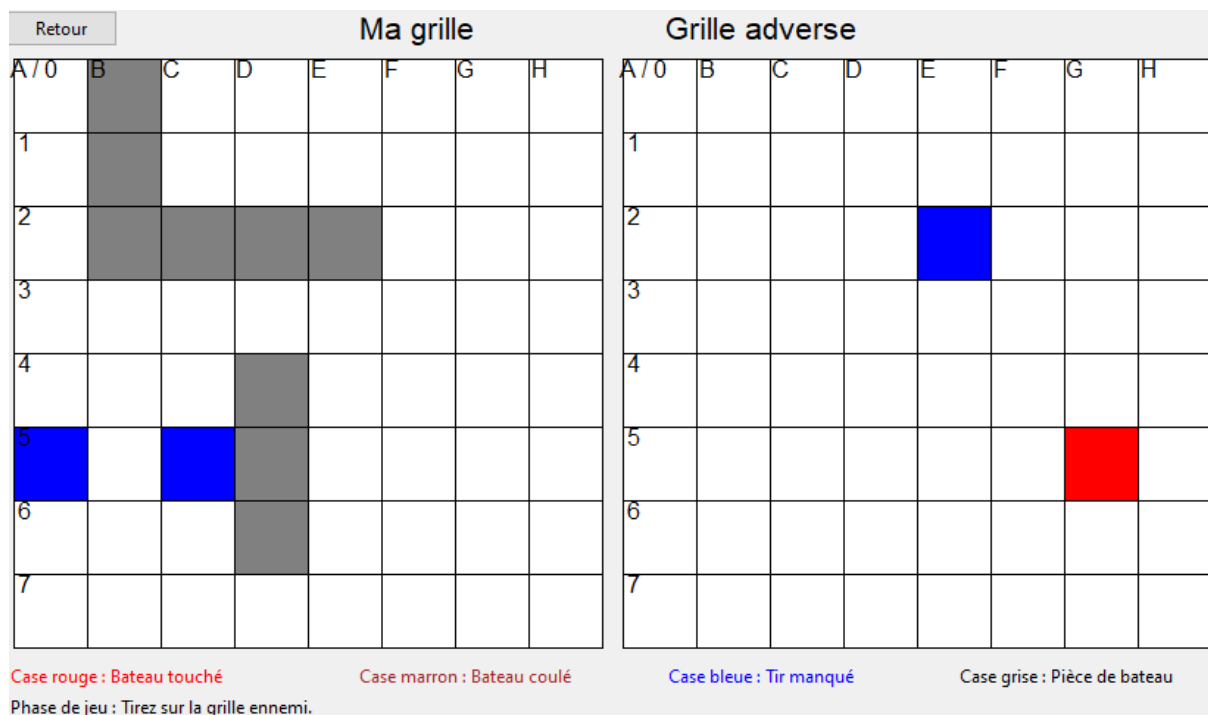 Retour
Ma grille
Grille adverse
A / 0 B C D E F G H
1
2
3
4
5
6
7
A / 0 B C D E F G H
1
2
3
4
5
6
7
Case rouge : Bateau touché
Case marron : Bateau coulé
Case bleue : Tir manqué
Case grise : Pièce de bateau
Phase de jeu : Tirez sur la grille ennemi.